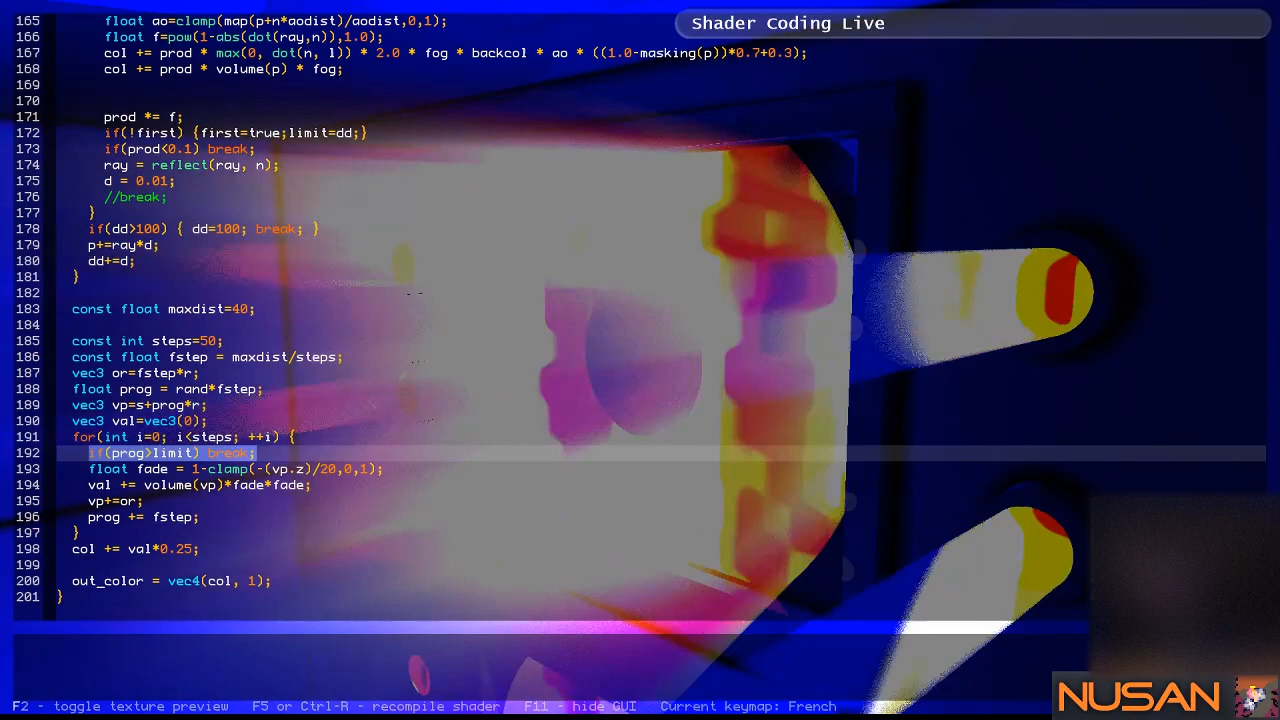 Shader Coding Live
165 float ao=clamp(map(p+n*aodist)/aodist,0,1);
166 float f=pow(1-abs(dot(ray,n)),1.0);
167 col += prod * max(0, dot(n, l)) * 2.0 * fog * backcol * ao * ((1.0-masking(p))*0.7+0.3);
168 col += prod * volume(p) * fog;
169
170
171 prod *= f;
172 if(!first) {first=true;limit=dd;}
173 if(prod<0.1) break;
174 ray = reflect(ray, n);
175 d = 0.01;
176 //break;
177 }
178 if(dd>100) { dd=100; break; }
179 p+=ray*d;
180 dd+=d;
181 }
182
183 const float maxdist=40;
184
185 const int steps=50;
186 const float fstep = maxdist/steps;
187 vec3 or=fstep*r;
188 float prog = rand*fstep;
189 vec3 vp=s+prog*r;
190 vec3 val=vec3(0);
191 for(int i=0; i<steps; ++i) {
192 if(prog>limit) break;
193 float fade = 1-clamp(-(vp.z)/20,0,1);
194 val += volume(vp)*fade*fade;
195 vp+=or;
196 prog += fstep;
197 }
198 col += val*0.25;
199
200 out_color = vec4(col, 1);
201 }
F2 - toggle texture preview F5 or Ctrl-R - recompile shader F11 - hide GUI Current keymap: French
NUSAN